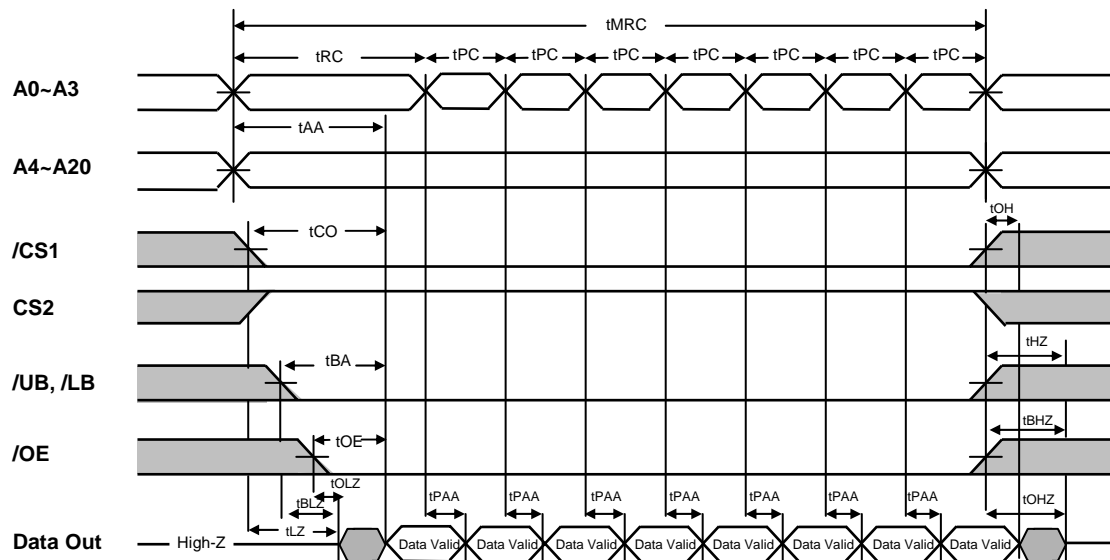 tMRC
tRC tPC tPC tPC tPC tPC tPC tPC
A0~A3
tAA
A4~A20
tOH
tCO
/CS1
CS2
tHZ
tBA
/UB, /LB
tBHZ
tOE
/OE
tOLZ
tBLZ tPAA tPAA tPAA tPAA tPAA tPAA tPAA tOHZ
tLZ
Data Out High-Z Data Valid Data Valid Data Valid Data Valid Data Valid Data Valid Data Valid Data Valid